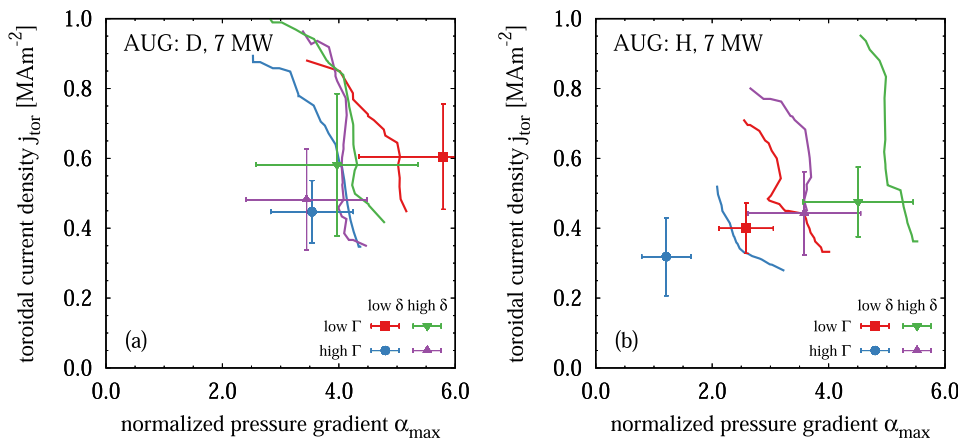 toroidal current density j_tor [MAm^-2]
1.0
0.8
0.6
0.4
0.2
0.0
AUG: D, 7 MW
low δ high δ
low Γ
high Γ
(a)
0.0 2.0 4.0 6.0
normalized pressure gradient α_max
toroidal current density j_tor [MAm^-2]
1.0
0.8
0.6
0.4
0.2
0.0
AUG: H, 7 MW
low δ high δ
low Γ
high Γ
(b)
0.0 2.0 4.0 6.0
normalized pressure gradient α_max